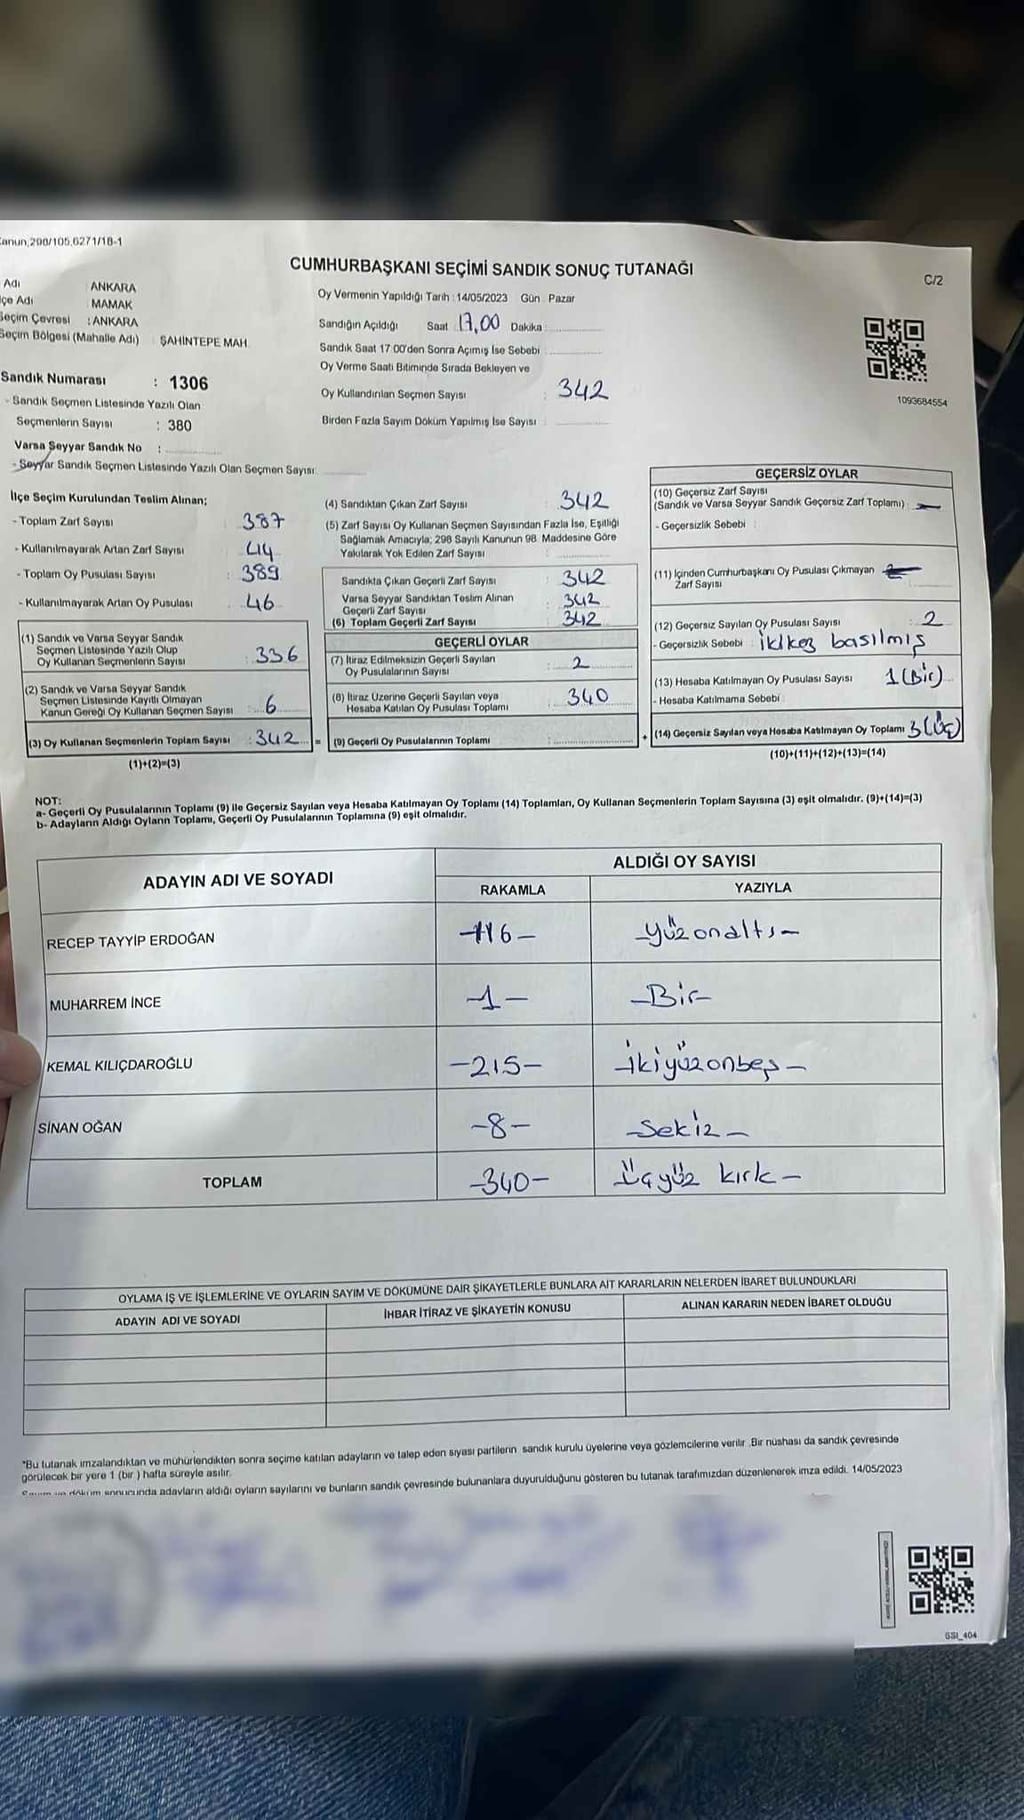 Kanun,298/105,6271/18-1
CUMHURBAŞKANI SEÇİMİ SANDIK SONUÇ TUTANAĞI
C/2
Adı ANKARA
lçe Adı MAMAK
Seçim Çevresi : ANKARA
Seçim Bölgesi (Mahalle Adı) ŞAHİNTEPE MAH.
Sandık Numarası : 1306
- Sandık Seçmen Listesinde Yazılı Olan
Seçmenlerin Sayısı : 380
Varsa Seyyar Sandık No :
- Seyyar Sandık Seçmen Listesinde Yazılı Olan Seçmen Sayısı:
Oy Vermenin Yapıldığı Tarih : 14/05/2023 Gün : Pazar
Sandığın Açıldığı Saat 17,00 Dakika :
Sandık Saat 17:00'den Sonra Açımış İse Sebebi :
Oy Verme Saati Bitiminde Sırada Bekleyen ve
Oy Kullandırılan Seçmen Sayısı : 342
Birden Fazla Sayım Döküm Yapılmış İse Sayısı :
1093684554
İlçe Seçim Kurulundan Teslim Alınan;
- Toplam Zarf Sayısı : 387
- Kullanılmayarak Artan Zarf Sayısı : 44
- Toplam Oy Pusulası Sayısı : 389
- Kullanılmayarak Artan Oy Pusulası : 46
(1) Sandık ve Varsa Seyyar Sandık
Seçmen Listesinde Yazılı Olup
Oy Kullanan Seçmenlerin Sayısı : 336
(2) Sandık ve Varsa Seyyar Sandık
Seçmen Listesinde Kayıtlı Olmayan
Kanun Gereği Oy Kullanan Seçmen Sayısı : 6
(3) Oy Kullanan Seçmenlerin Toplam Sayısı : 342 =
(1)+(2)=(3)
(4) Sandıktan Çıkan Zarf Sayısı : 342
(5) Zarf Sayısı Oy Kullanan Seçmen Sayısından Fazla İse, Eşitliği
Sağlamak Amacıyla; 298 Sayılı Kanunun 98. Maddesine Göre
Yakılarak Yok Edilen Zarf Sayısı :
Sandıkta Çıkan Geçerli Zarf Sayısı : 342
Varsa Seyyar Sandıktan Teslim Alınan
Geçerli Zarf Sayısı : 342
(6) Toplam Geçerli Zarf Sayısı : 342
GEÇERLİ OYLAR
(7) İtiraz Edilmeksizin Geçerli Sayılan
Oy Pusulalarının Sayısı : 2
(8) İtiraz Üzerine Geçerli Sayılan veya
Hesaba Katılan Oy Pusulası Toplamı : 340
(9) Geçerli Oy Pusulalarının Toplamı : +
GEÇERSİZ OYLAR
(10) Geçersiz Zarf Sayısı
(Sandık ve Varsa Seyyar Sandık Geçersiz Zarf Toplamı) : —
- Geçersizlik Sebebi :
(11) İçinden Cumhurbaşkanı Oy Pusulası Çıkmayan
Zarf Sayısı
(12) Geçersiz Sayılan Oy Pusulası Sayısı : 2
- Geçersizlik Sebebi : İkikez basılmış
(13) Hesaba Katılmayan Oy Pusulası Sayısı 1 (Bir)
- Hesaba Katılmama Sebebi :
(14) Geçersiz Sayılan veya Hesaba Katılmayan Oy Toplamı 3 (Üç)
(10)+(11)+(12)+(13)=(14)
NOT:
a- Geçerli Oy Pusulalarının Toplamı (9) ile Geçersiz Sayılan veya Hesaba Katılmayan Oy Toplamı (14) Toplamları, Oy Kullanan Seçmenlerin Toplam Sayısına (3) eşit olmalıdır. (9)+(14)=(3)
b- Adayların Aldığı Oyların Toplamı, Geçerli Oy Pusulalarının Toplamına (9) eşit olmalıdır.
ADAYIN ADI VE SOYADI
ALDIĞI OY SAYISI
RAKAMLA YAZIYLA
RECEP TAYYİP ERDOĞAN -116- -yüzonaltı-
MUHARREM İNCE -1- -Bir-
KEMAL KILIÇDAROĞLU -215- -ikiyüzonbeş-
SİNAN OĞAN -8- -Sekiz-
TOPLAM -340- -üçyüz kırk-
OYLAMA İŞ VE İŞLEMLERİNE VE OYLARIN SAYIM VE DÖKÜMÜNE DAİR ŞİKAYETLERLE BUNLARA AİT KARARLARIN NELERDEN İBARET BULUNDUKLARI
ADAYIN ADI VE SOYADI İHBAR İTİRAZ VE ŞİKAYETİN KONUSU ALINAN KARARIN NEDEN İBARET OLDUĞU
"Bu tutanak imzalandıktan ve mühürlendikten sonra seçime katılan adayların ve talep eden siyasi partilerin sandık kurulu üyelerine veya gözlemcilerine verilir. Bir nüshası da sandık çevresinde
görülecek bir yere 1 (bir ) hafta süreyle asılır.
Sayım ve döküm sonucunda adayların aldığı oyların sayılarını ve bunların sandık çevresinde bulunanlara duyurulduğunu gösteren bu tutanak tarafımızdan düzenlenerek imza edildi. 14/05/2023
GSI_404